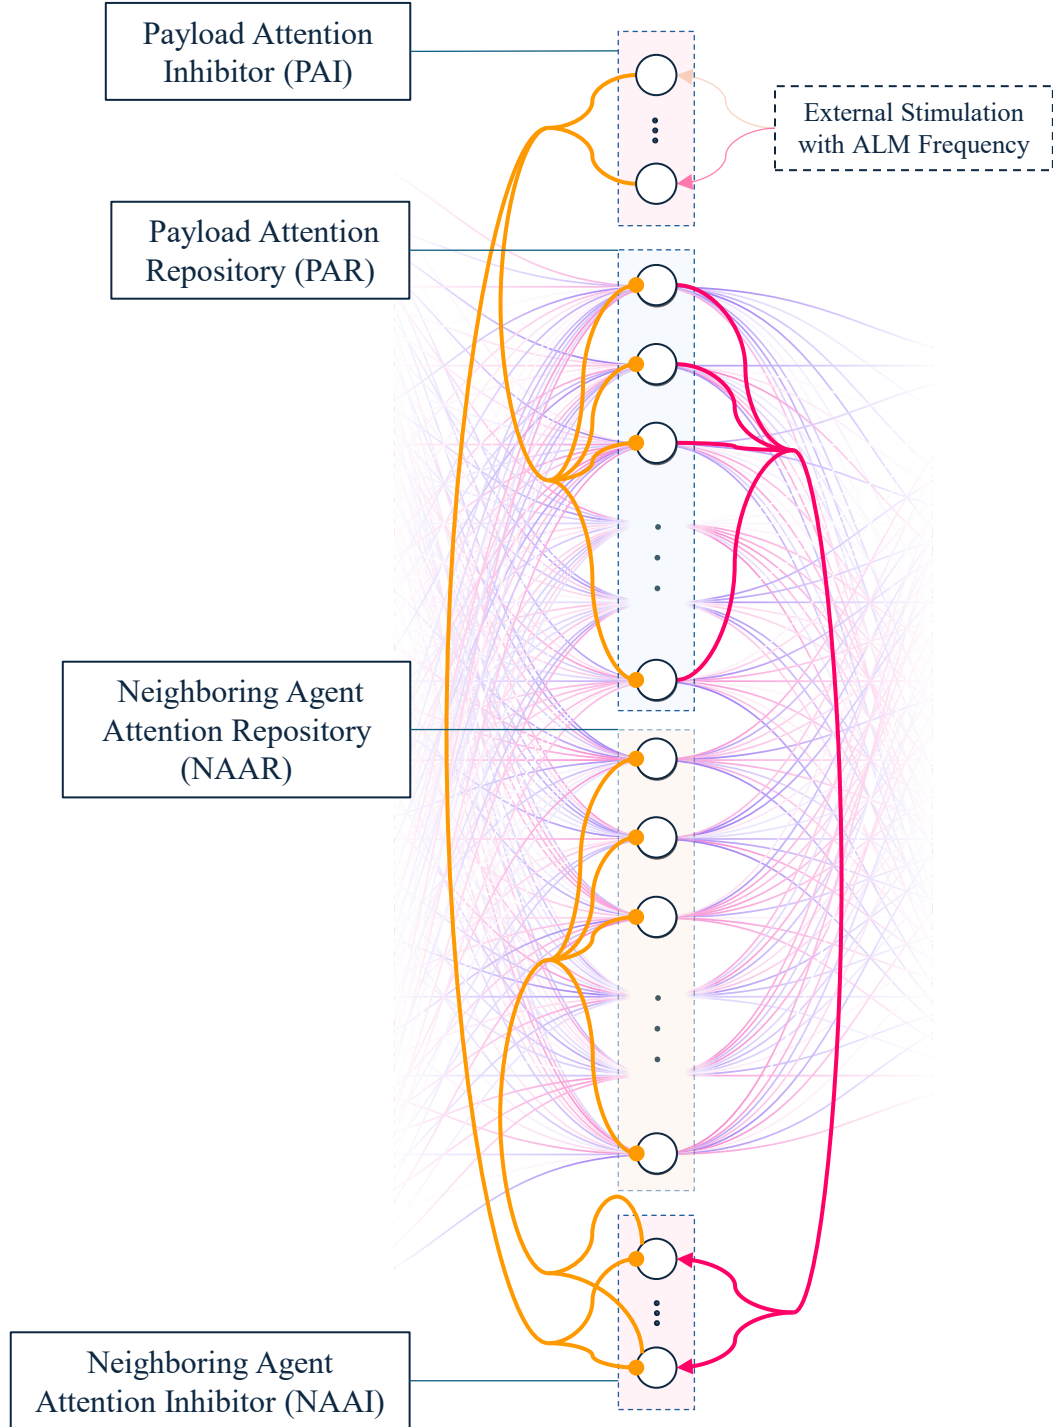 Payload Attention
Inhibitor (PAI)
External Stimulation
with ALM Frequency
Payload Attention
Repository (PAR)
Neighboring Agent
Attention Repository
(NAAR)
Neighboring Agent
Attention Inhibitor (NAAI)